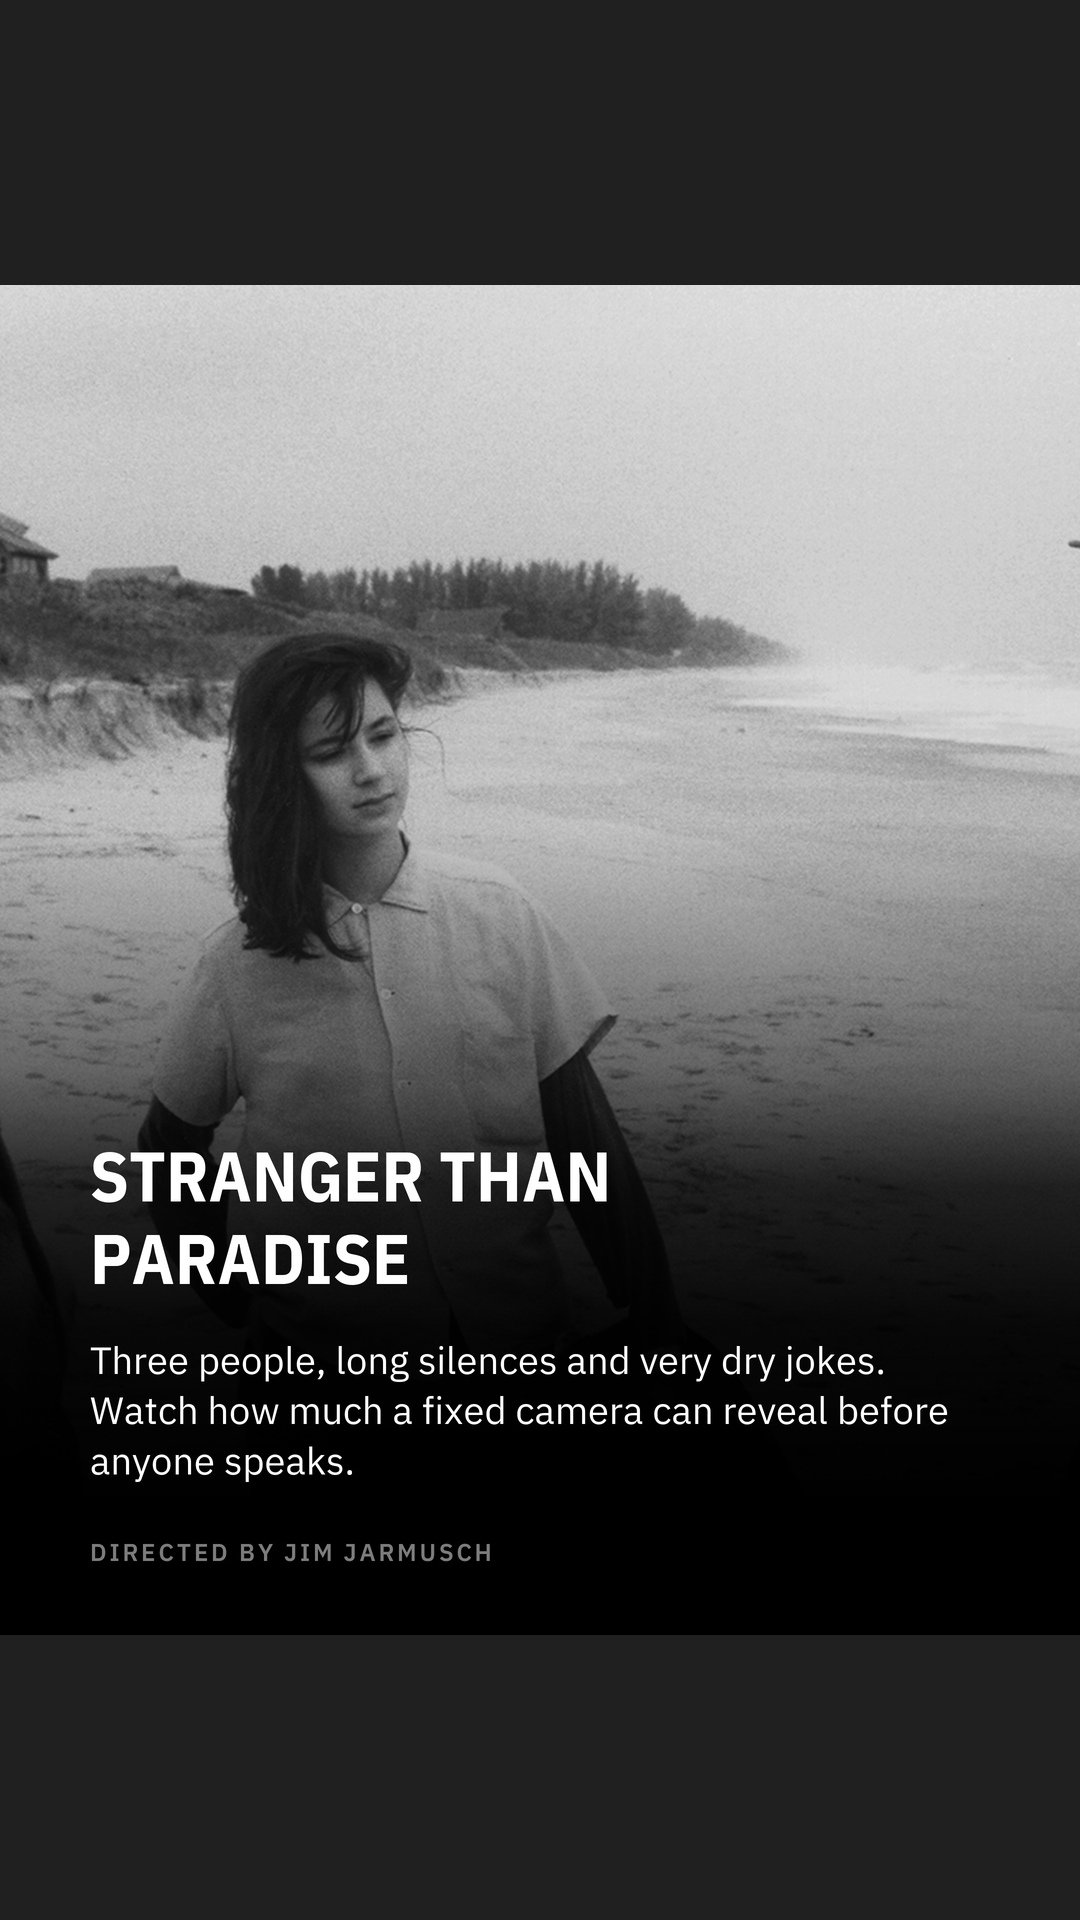 STRANGER THAN
PARADISE
Three people, long silences and very dry jokes.
Watch how much a fixed camera can reveal before
anyone speaks.
DIRECTED BY JIM JARMUSCH